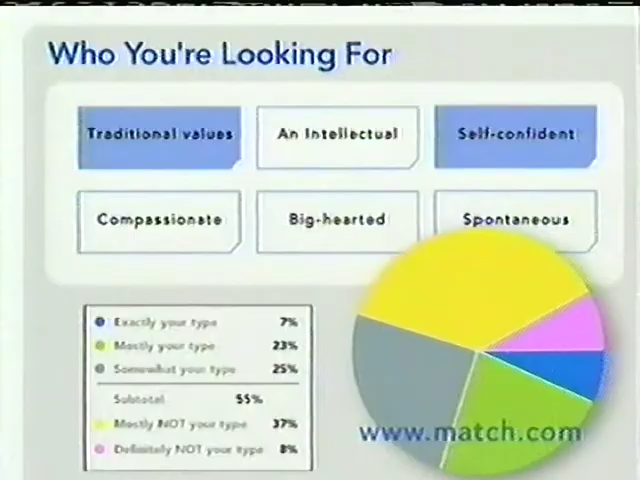 Who You're Looking For
Traditional values
An Intellectual
Self-confident
Compassionate
Big-hearted
Spontaneous
Exactly your type 7%
Mostly your type 23%
Somewhat your type 25%
Subtotal 55%
Mostly NOT your type 37%
Definitely NOT your type 8%
www.match.com